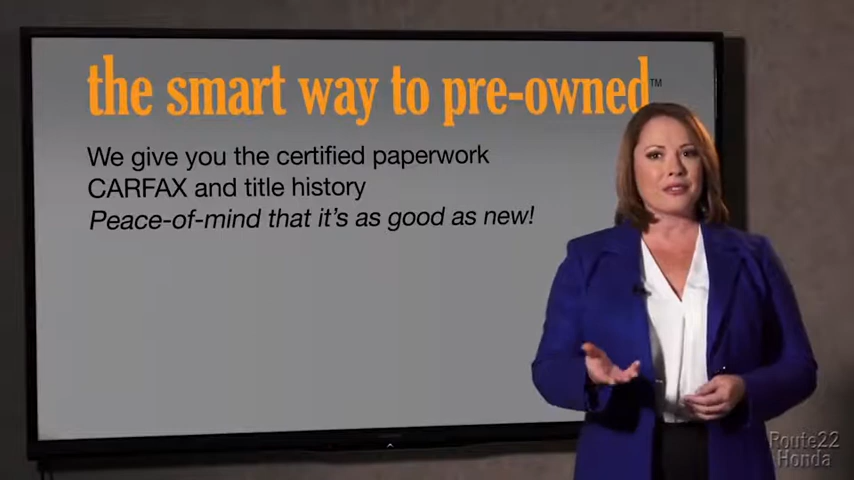 the smart way to pre-owned™
We give you the certified paperwork
CARFAX and title history
Peace-of-mind that it's as good as new!
Route22
Honda